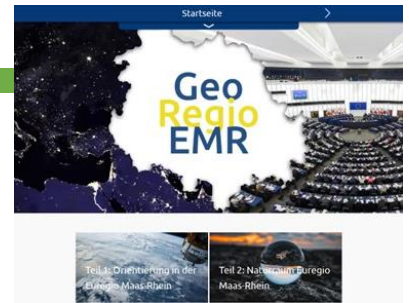 Startseite
Geo
Regio
EMR
Teil 1: Orientierung in der
Euregio Maas-Rhein
Teil 2: Naturraum Euregio
Maas-Rhein